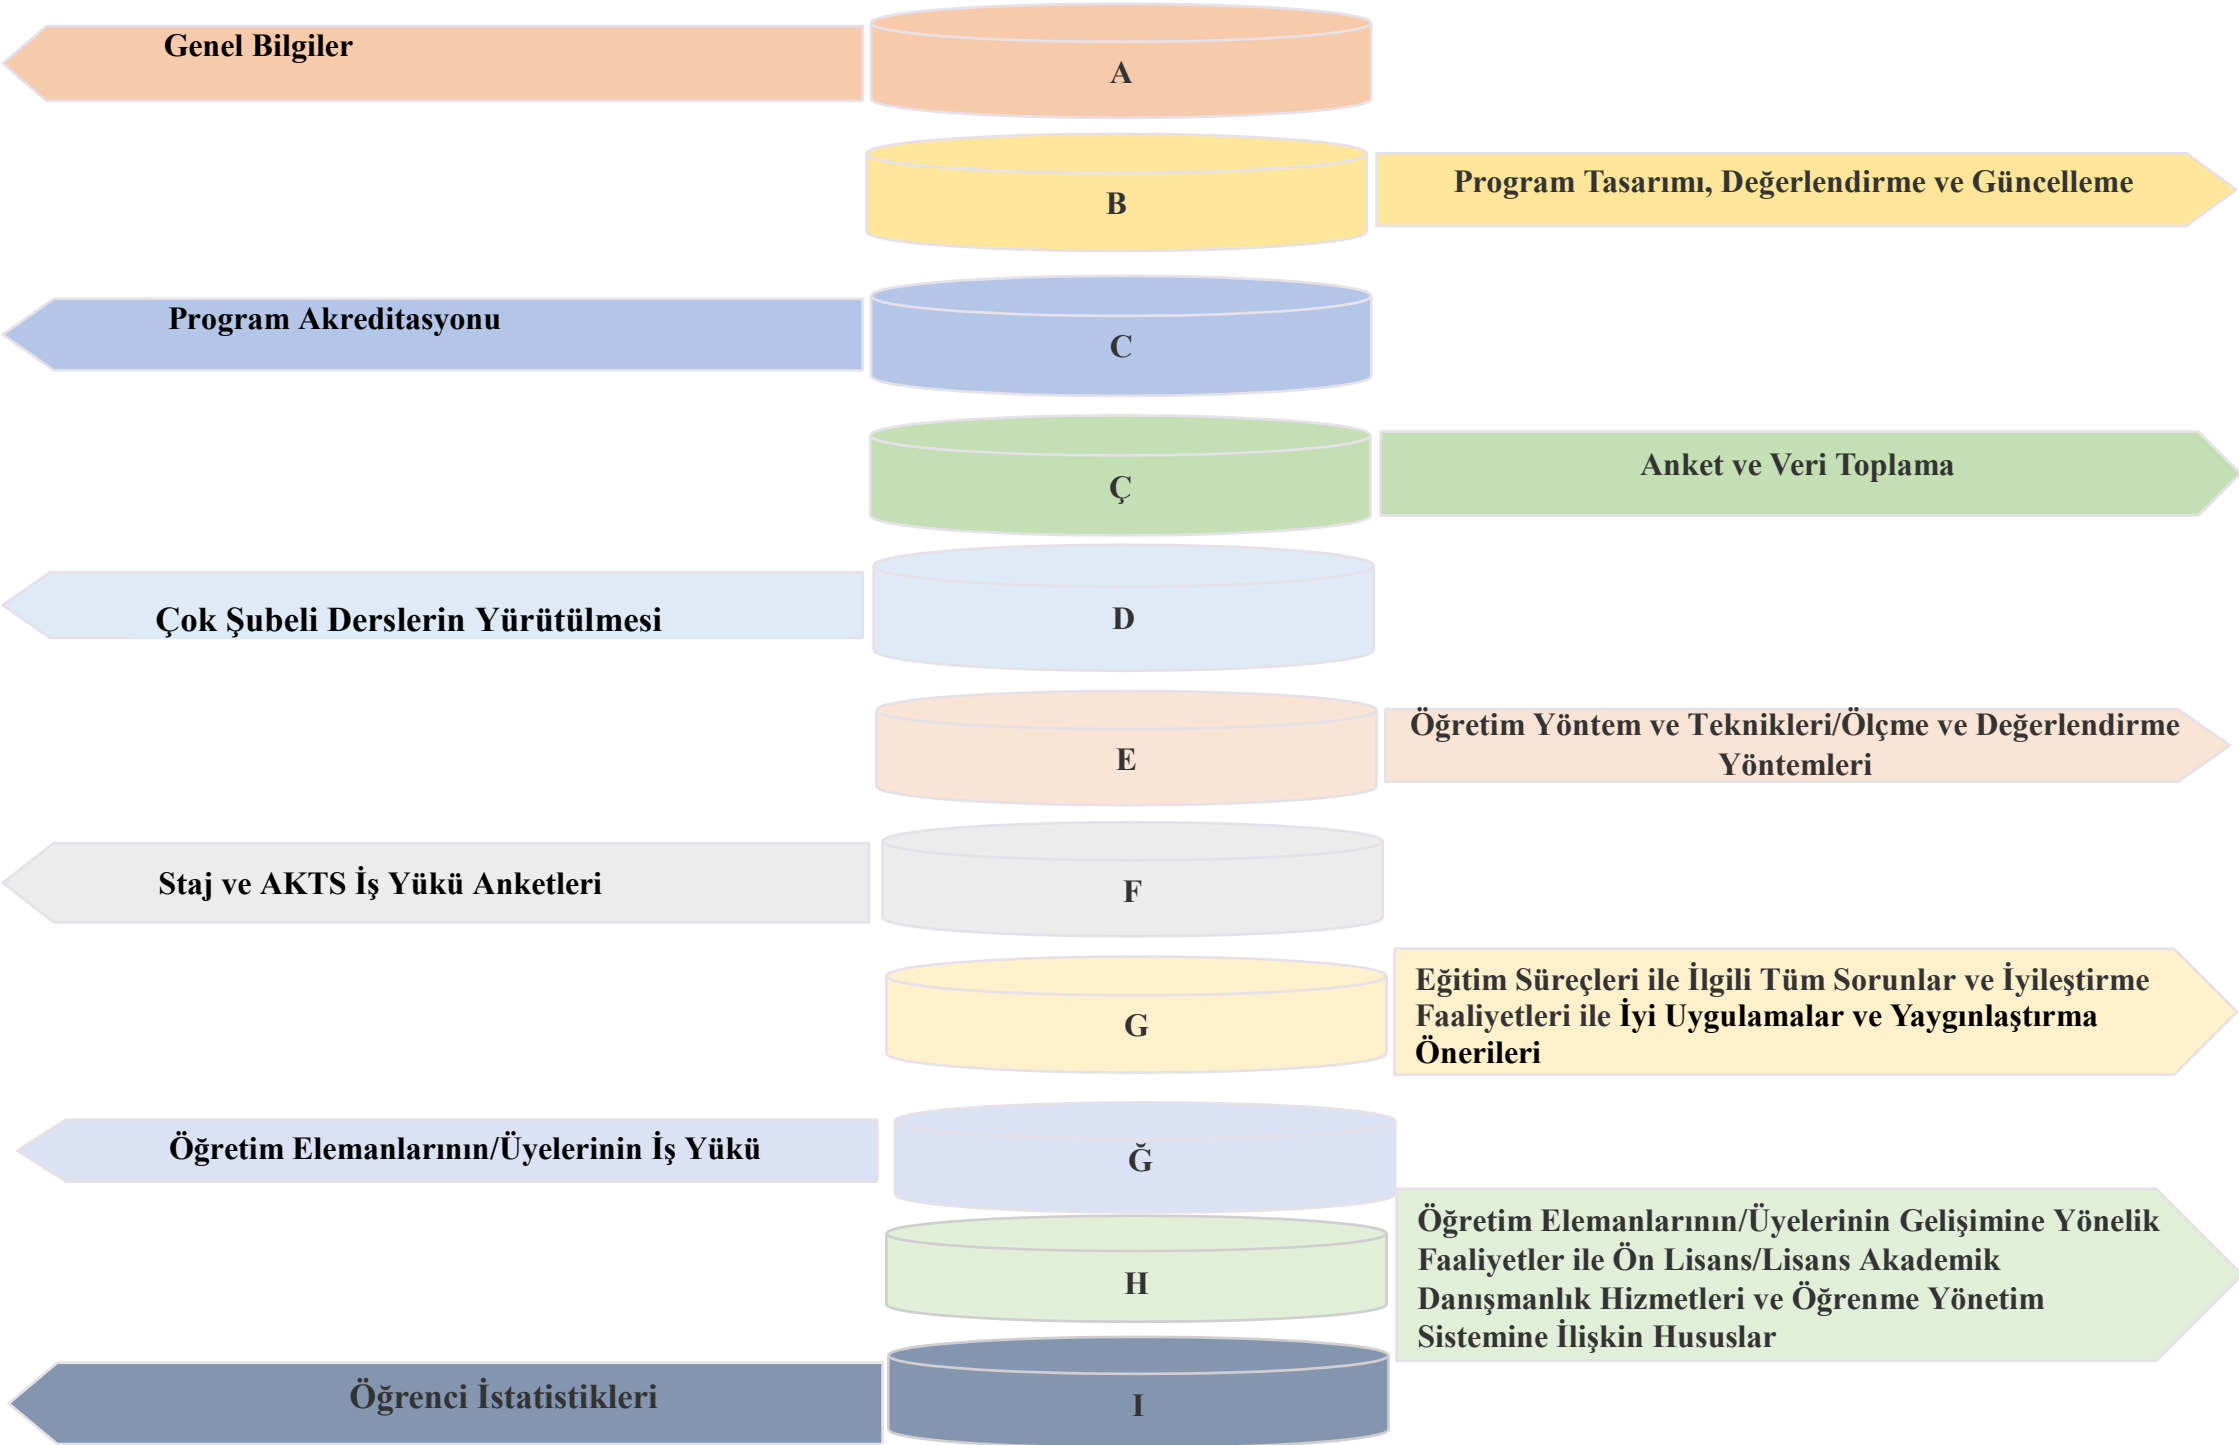 Genel Bilgiler
A
B
Program Tasarımı, Değerlendirme ve Güncelleme
Program Akreditasyonu
C
Ç
Anket ve Veri Toplama
Çok Şubeli Derslerin Yürütülmesi
D
E
Öğretim Yöntem ve Teknikleri/Ölçme ve Değerlendirme
Yöntemleri
Staj ve AKTS İş Yükü Anketleri
F
G
Eğitim Süreçleri ile İlgili Tüm Sorunlar ve İyileştirme
Faaliyetleri ile İyi Uygulamalar ve Yaygınlaştırma
Önerileri
Öğretim Elemanlarının/Üyelerinin İş Yükü
Ğ
H
Öğretim Elemanlarının/Üyelerinin Gelişimine Yönelik
Faaliyetler ile Ön Lisans/Lisans Akademik
Danışmanlık Hizmetleri ve Öğrenme Yönetim
Sistemine İlişkin Hususlar
Öğrenci İstatistikleri
I